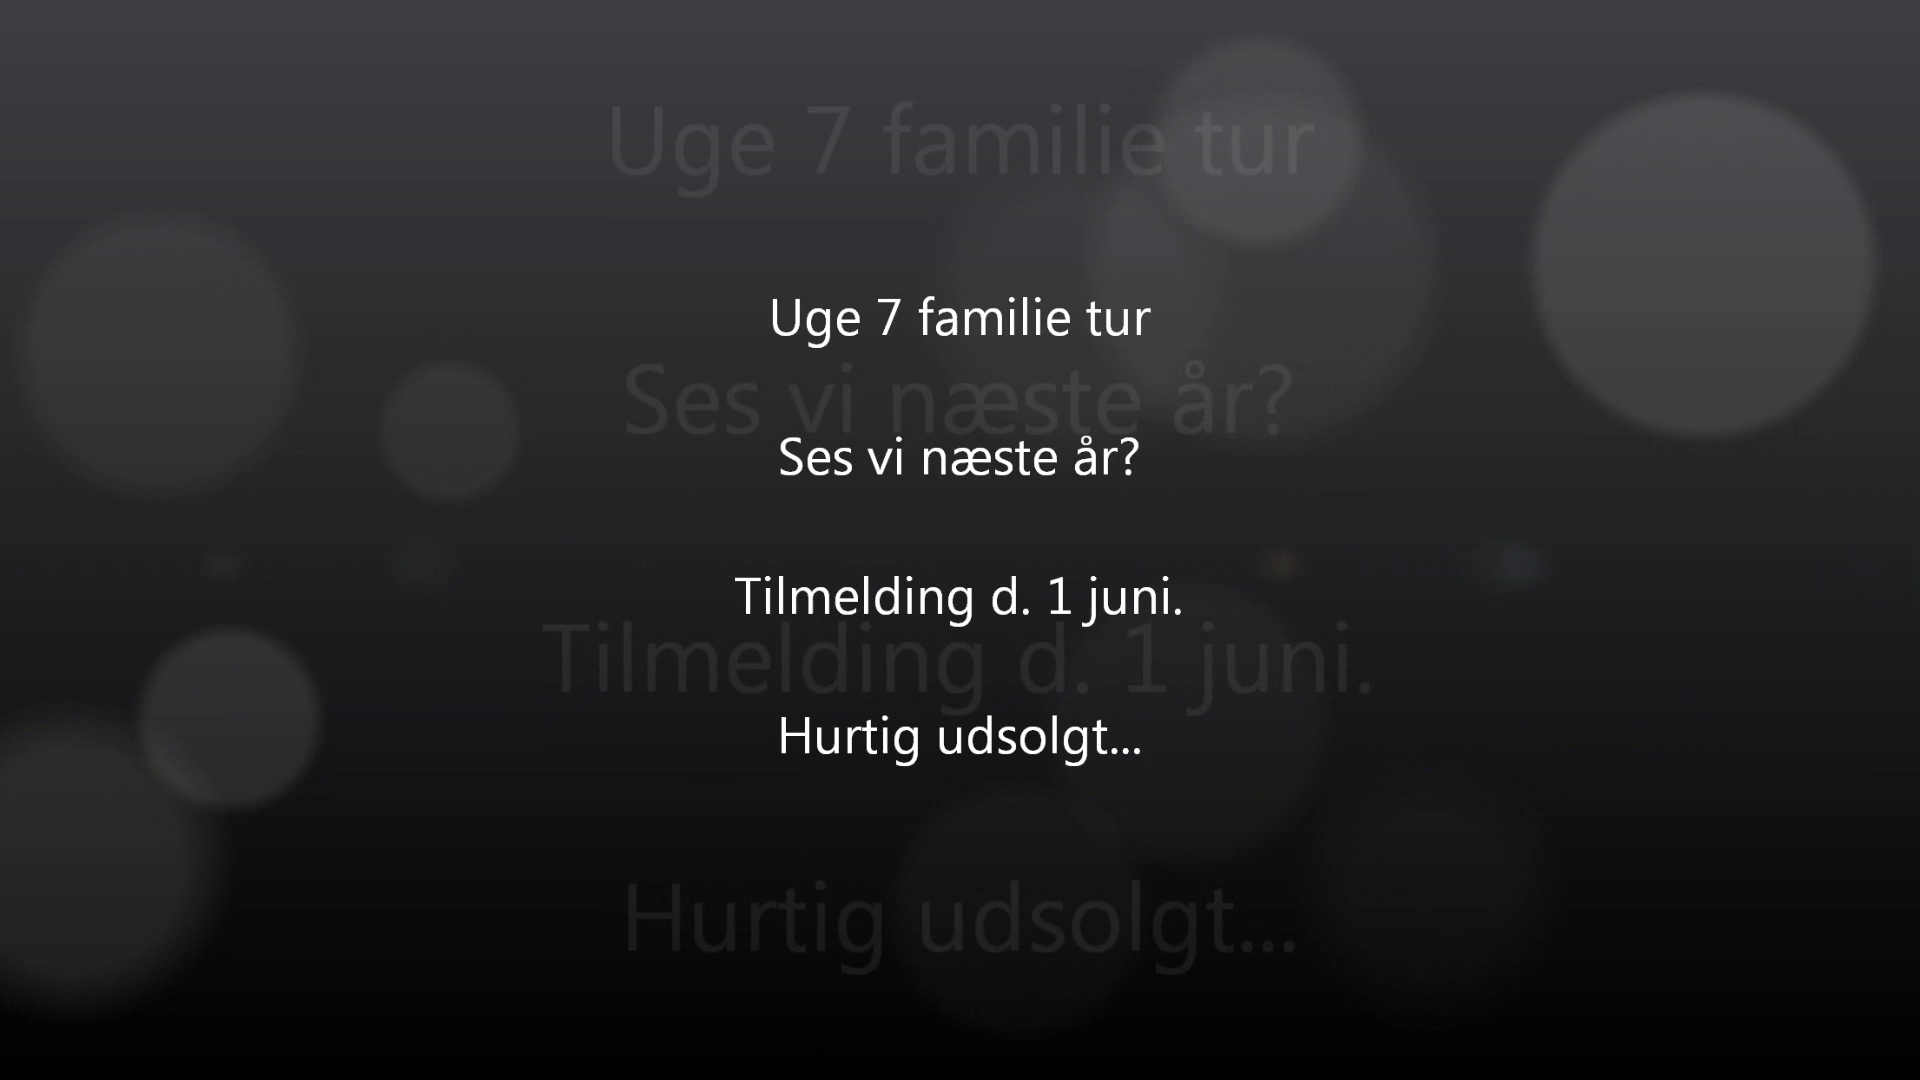 Uge 7 familie tur
Uge 7 familie tur
Ses vi næste år?
Ses vi næste år?
Tilmelding d. 1 juni.
Tilmelding d. 1 juni.
Hurtig udsolgt...
Hurtig udsolgt...